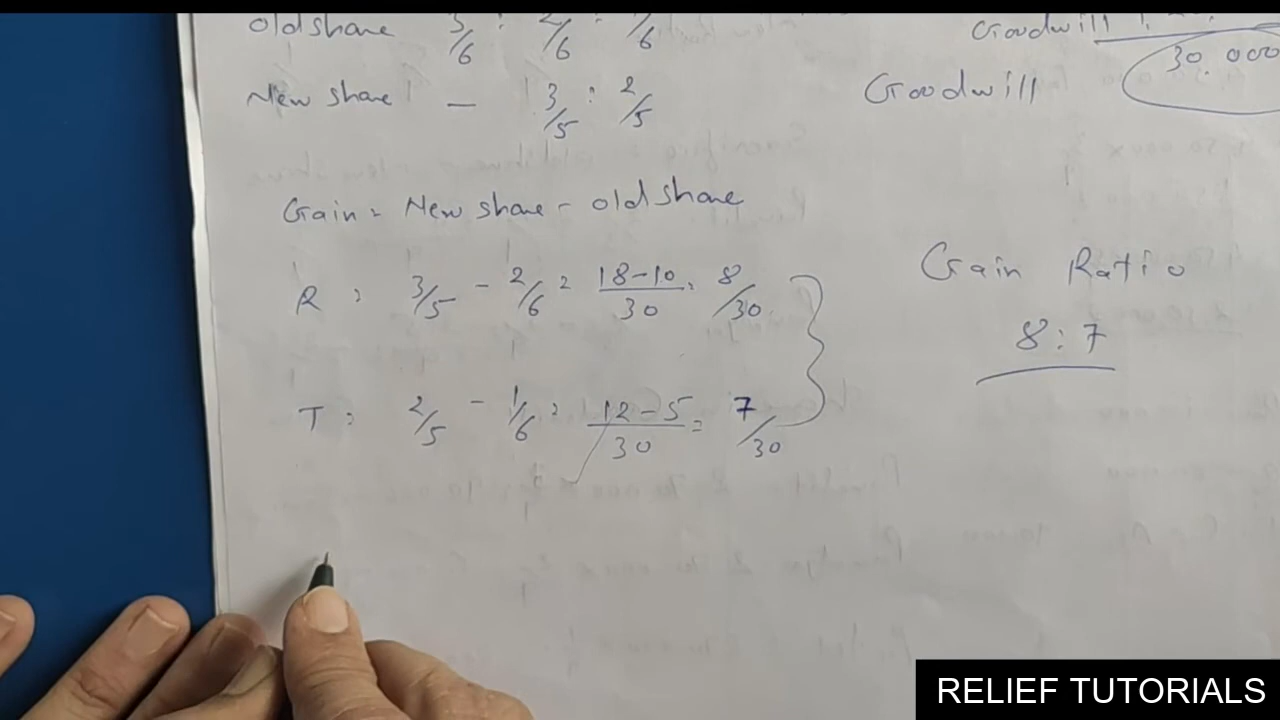 Old share 3/6 : 2/6 : 1/6
Goodwill
30.000
New share — 3/5 : 2/5
Goodwill
Gain = New share - old share
R = 3/5 - 2/6 = 18-10/30 = 8/30
Gain Ratio
8:7
T = 2/5 - 1/6 = 12-5/30 = 7/30
RELIEF TUTORIALS